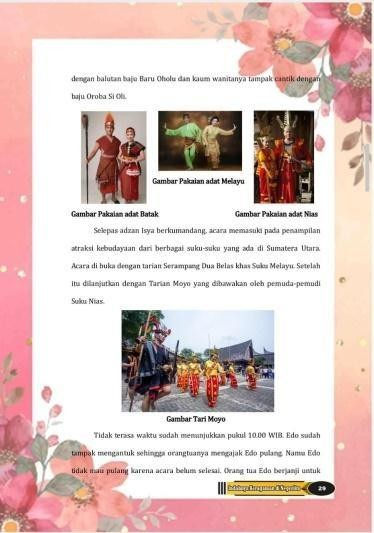 dengan balutan baju Baru Oholu dan kaum wanitanya tampak cantik dengan
baju Oroba Si Oli.
Gambar Pakaian adat Melayu
Gambar Pakaian adat Batak
Gambar Pakaian adat Nias
Selepas adzan Isya berkumandang, acara memasuki pada penampilan
atraksi kebudayaan dari berbagai suku-suku yang ada di Sumatera Utara.
Acara di buka dengan tarian Serampang Dua Belas khas Suku Melayu. Setelah
itu dilanjutkan dengan Tarian Moyo yang dibawakan oleh pemuda-pemudi
Suku Nias.
Gambar Tari Moyo
Tidak terasa waktu sudah menunjukkan pukul 10.00 WIB. Edo sudah
tampak mengantuk sehingga orangtuanya mengajak Edo pulang. Namu Edo
tidak mau pulang karena acara belum selesai. Orang tua Edo berjanji untuk
Indahnya Keragaman di Negeriku
29